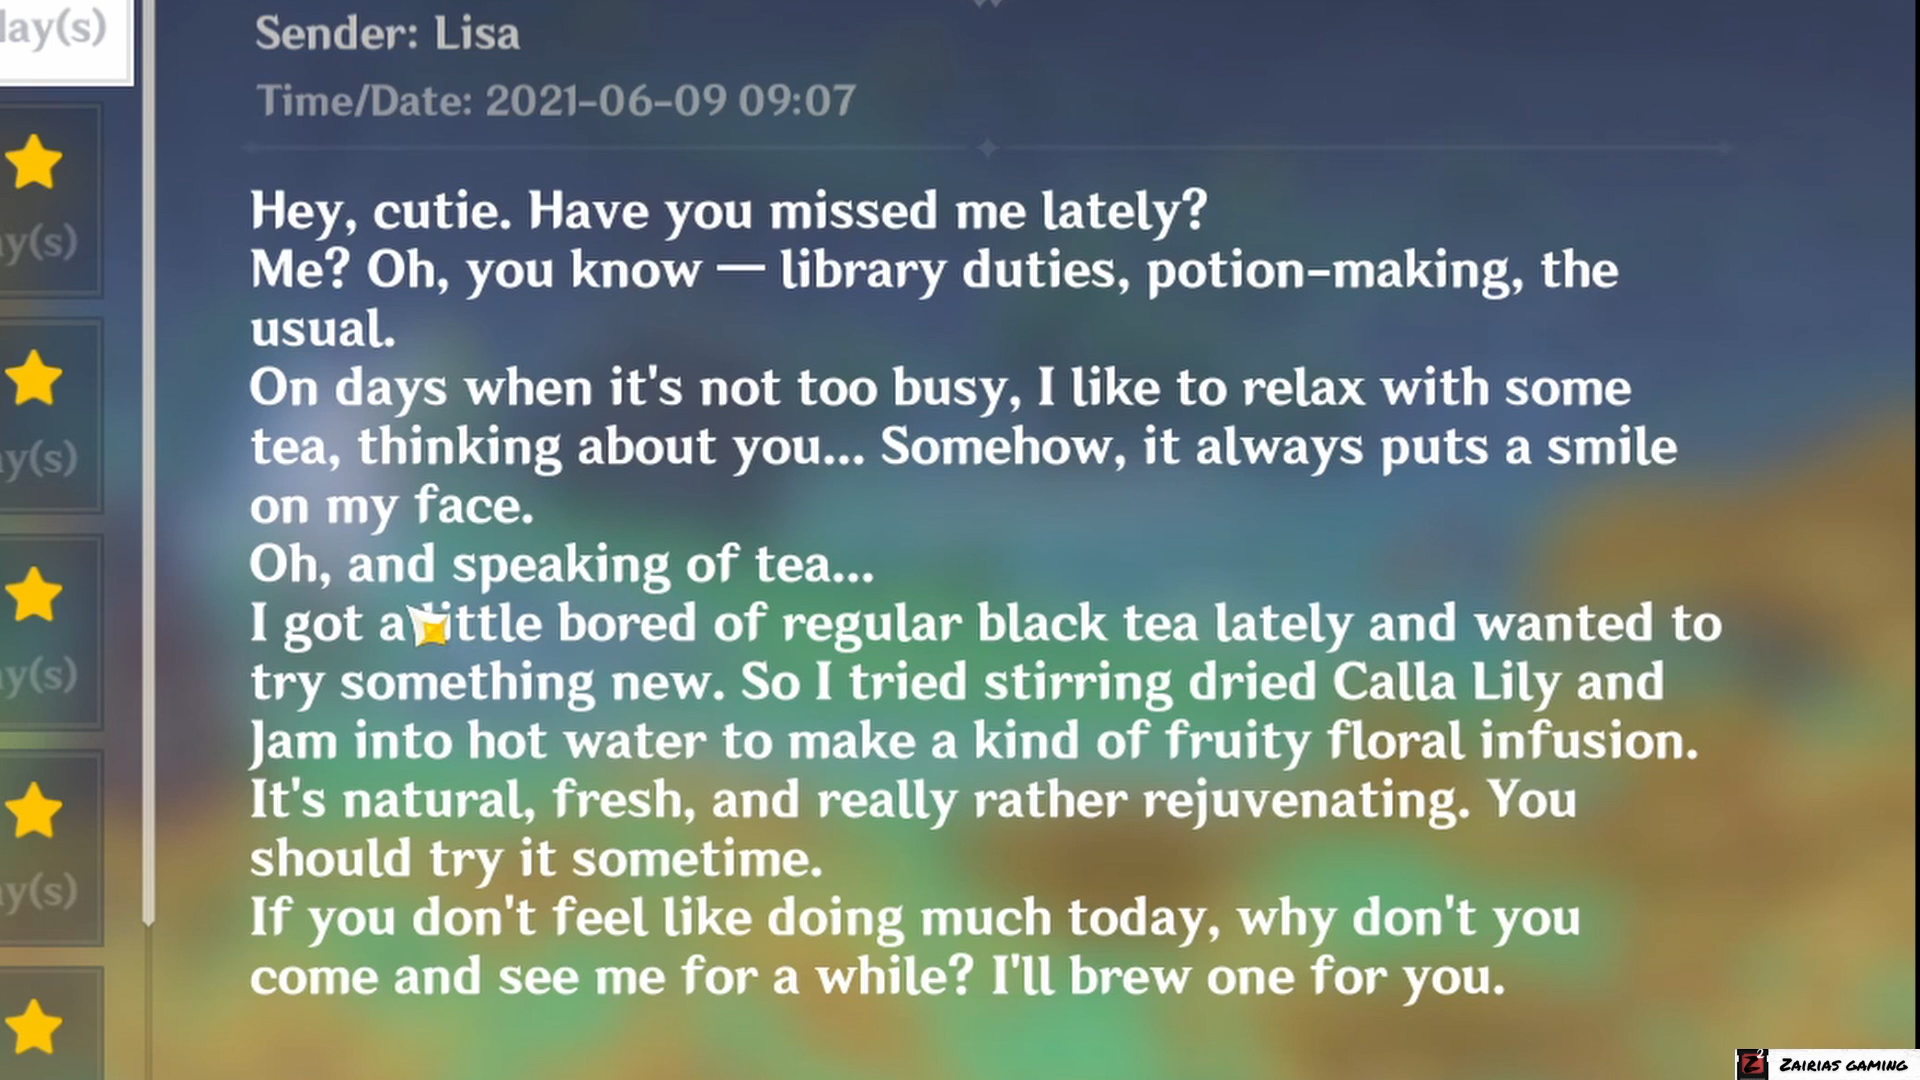 lay(s)
Sender: Lisa
Time/Date: 2021-06-09 09:07
Hey, cutie. Have you missed me lately?
Me? Oh, you know — library duties, potion-making, the
usual.
On days when it's not too busy, I like to relax with some
tea, thinking about you... Somehow, it always puts a smile
on my face.
Oh, and speaking of tea...
I got a little bored of regular black tea lately and wanted to
try something new. So I tried stirring dried Calla Lily and
Jam into hot water to make a kind of fruity floral infusion.
It's natural, fresh, and really rather rejuvenating. You
should try it sometime.
If you don't feel like doing much today, why don't you
come and see me for a while? I'll brew one for you.
ay(s)
ay(s)
ay(s)
ay(s)
Z2 ZAIRIAS GAMING